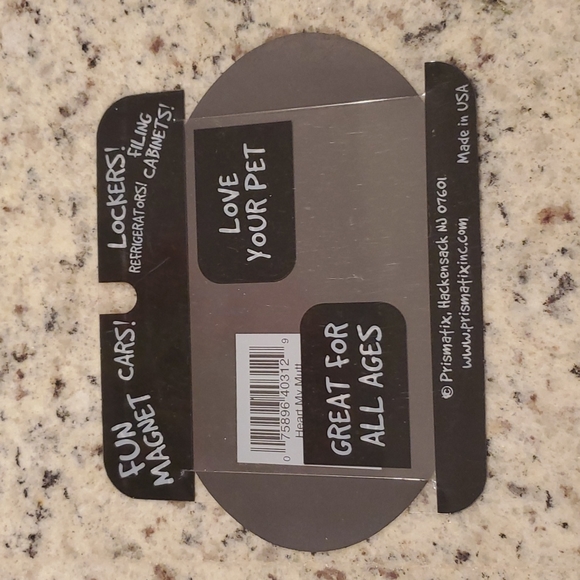 FUN
MAGNET
CARS!
LOCKERS!
REFRIGERATORS!
FILING
CABINETS!
LOVE
YOUR PET
0 75896 40312 9
Heart My Mutt
GREAT FOR
ALL AGES
© Prismatix, Hackensack NJ 07601
www.prismatixinc.com
Made in USA